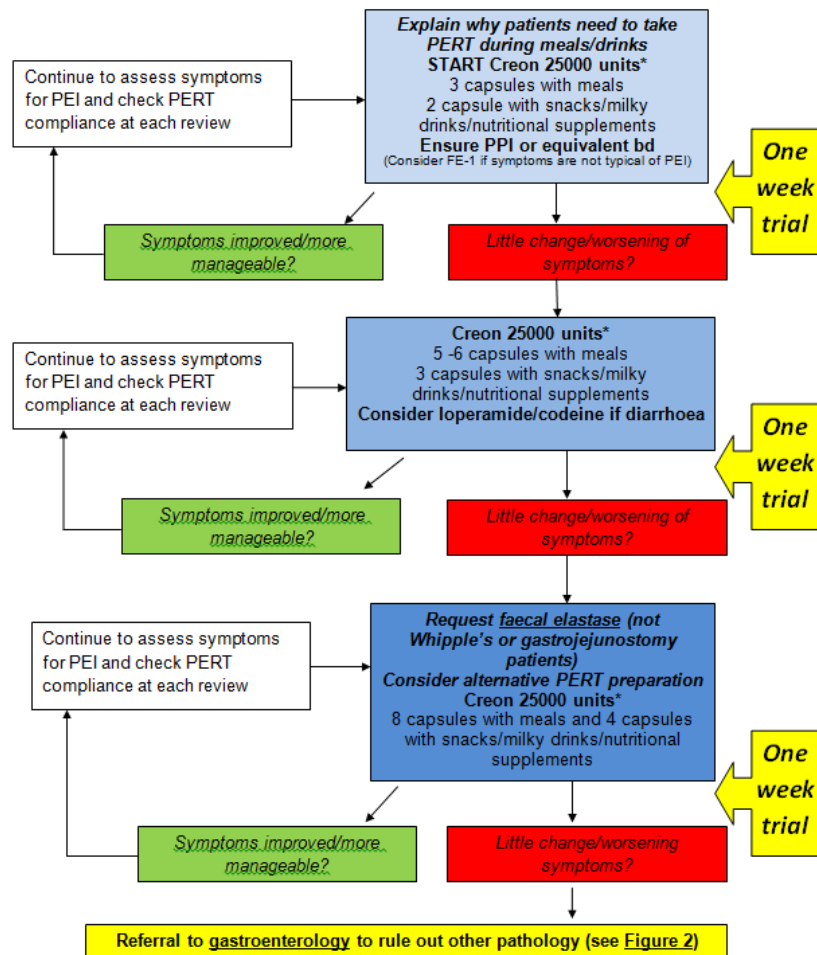 Explain why patients need to take
PERT during meals/drinks
START Creon 25000 units*
3 capsules with meals
2 capsule with snacks/milky
drinks/nutritional supplements
Ensure PPI or equivalent bd
(Consider FE-1 if symptoms are not typical of PEI)
Continue to assess symptoms
for PEI and check PERT
compliance at each review
One
week
trial
Symptoms improved/more
manageable?
Little change/worsening of
symptoms?
Creon 25000 units*
5 -6 capsules with meals
3 capsules with snacks/milky
drinks/nutritional supplements
Consider loperamide/codeine if diarrhoea
Continue to assess symptoms
for PEI and check PERT
compliance at each review
One
week
trial
Symptoms improved/more
manageable?
Little change/worsening of
symptoms?
Request faecal elastase (not
Whipple's or gastrojejunostomy
patients)
Consider alternative PERT preparation
Creon 25000 units*
8 capsules with meals and 4 capsules
with snacks/milky drinks/nutritional
supplements
Continue to assess symptoms
for PEI and check PERT
compliance at each review
One
week
trial
Symptoms improved/more
manageable?
Little change/worsening
symptoms?
Referral to gastroenterology to rule out other pathology (see Figure 2)